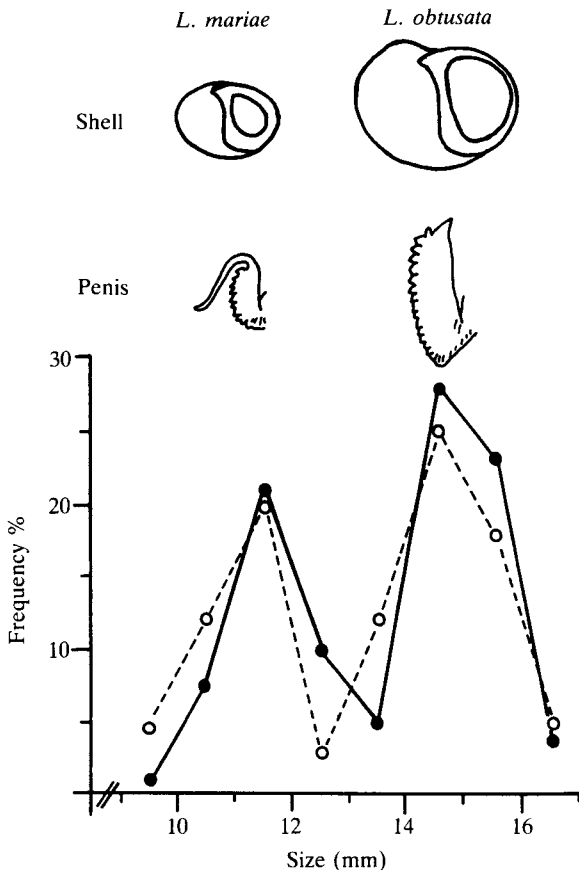 L. mariae
L. obtusata
Shell
Penis
30
20
10
Frequency %
10
12
14
16
Size (mm)